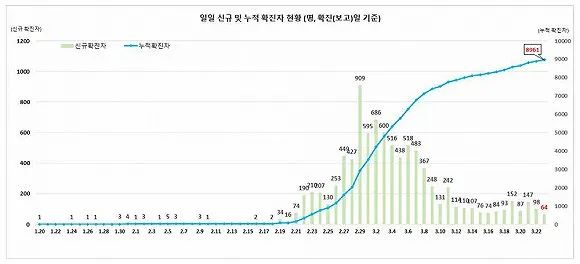 일일 신규 및 누적 확진자 현황 (명, 확진(보고)일 기준)
(신규 확진자) (누적 확진자)
신규확진자 누적확진자
8961
1200 1000 800 600 400 200 0
10000 9000 8000 7000 6000 5000 4000 3000 2000 1000 0
1 1 1 1 3 4 1 5 3 3 1 2 2 34 16 74 190 210 207 130 253 449 427 909 595 686 600 516 438 518 483 367 248 131 242 114 110 107 76 74 84 93 152 87 147 98 64
1.20 1.22 1.24 1.26 1.28 1.30 2.1 2.3 2.5 2.7 2.9 2.11 2.13 2.15 2.17 2.19 2.21 2.23 2.25 2.27 2.29 3.2 3.4 3.6 3.8 3.10 3.12 3.14 3.16 3.18 3.20 3.22